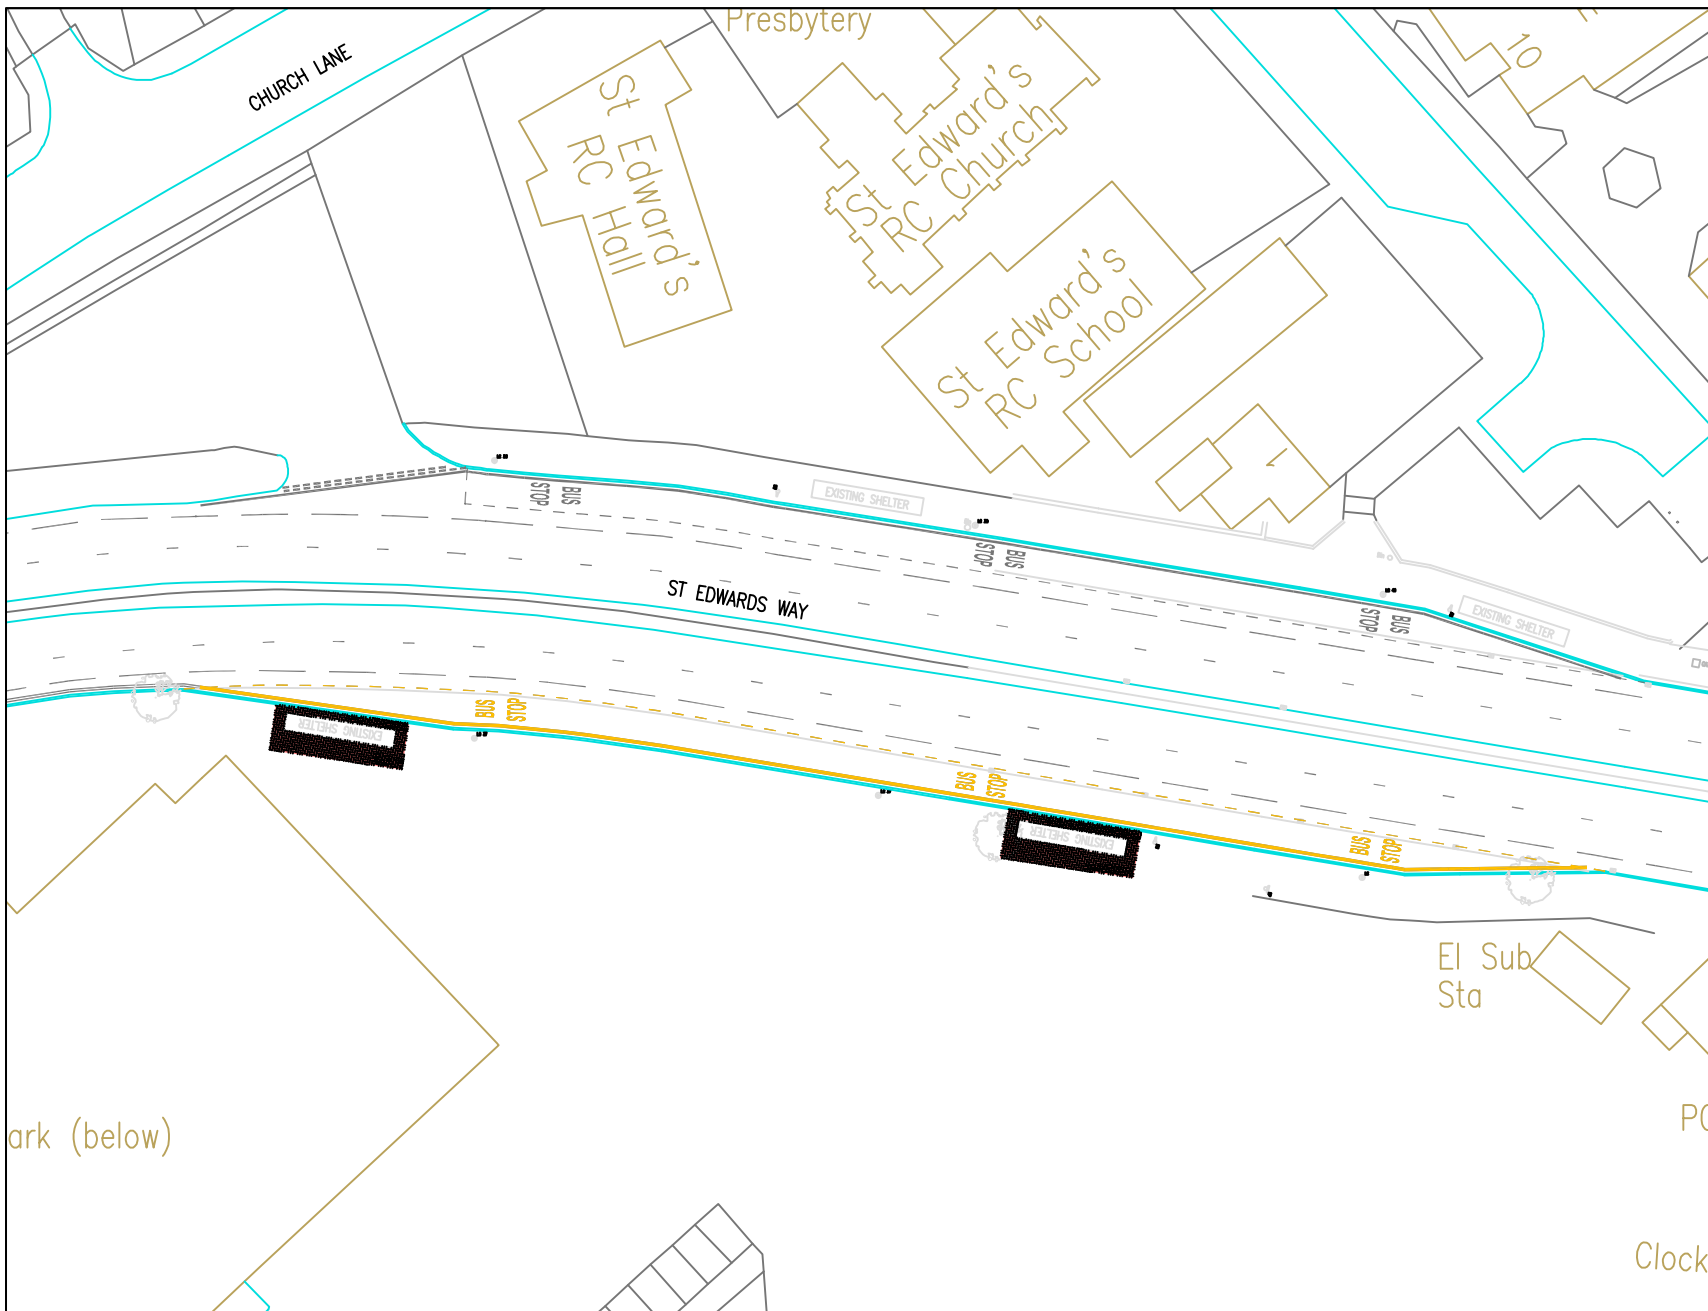 Presbytery
10
CHURCH LANE
St Edward's
RC Hall
St Edward's
RC Church
St Edward's
RC School
1
BUS
STOP
EXISTING SHELTER
BUS
STOP
ST EDWARDS WAY
BUS
STOP
EXISTING SHELTER
EXISTING SHELTER
BUS
STOP
BUS
STOP
EXISTING SHELTER
BUS
STOP
El Sub
Sta
ark (below)
PO
Clock